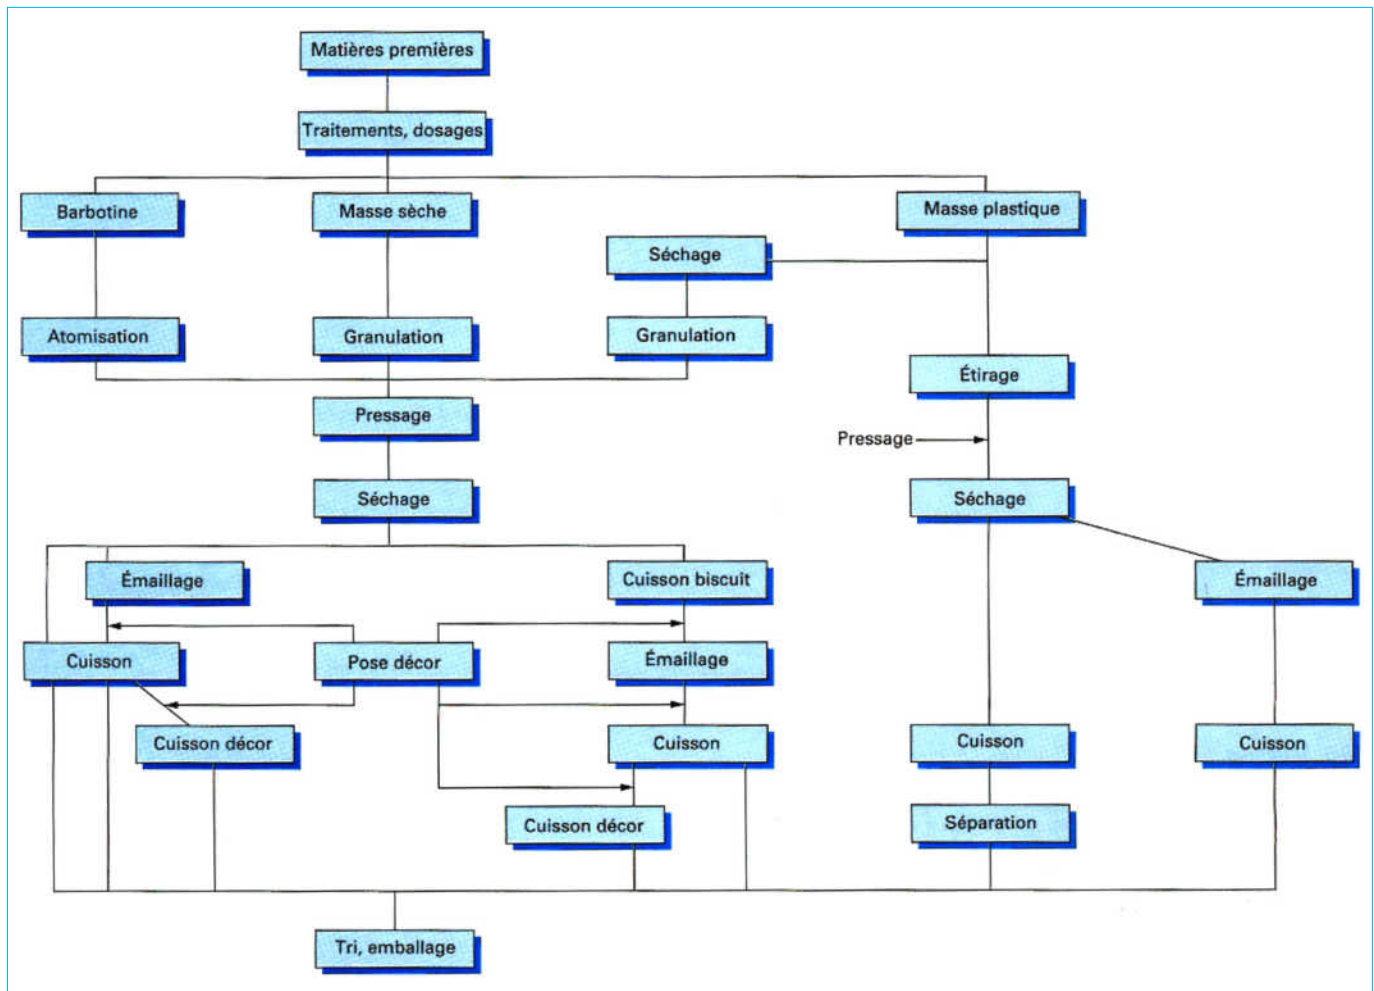 Matières premières
Traitements, dosages
Barbotine
Masse sèche
Masse plastique
Séchage
Atomisation
Granulation
Granulation
Étirage
Pressage
Pressage
Séchage
Séchage
Émaillage
Cuisson biscuit
Émaillage
Cuisson
Pose décor
Émaillage
Cuisson décor
Cuisson
Cuisson
Cuisson
Cuisson décor
Séparation
Tri, emballage